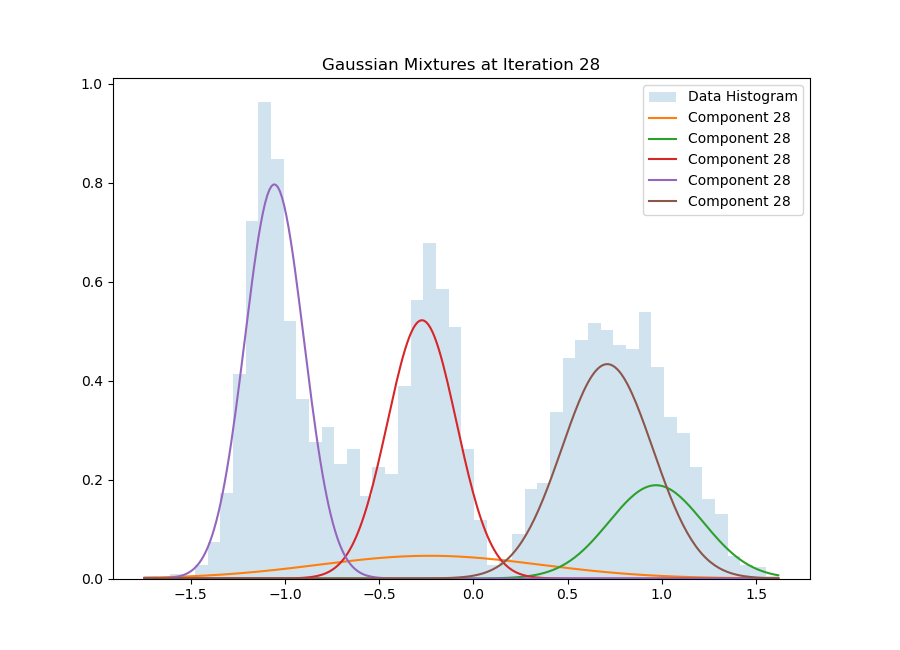 Gaussian Mixtures at Iteration 28
Data Histogram
Component 28
Component 28
Component 28
Component 28
Component 28
1.0
0.8
0.6
0.4
0.2
0.0
−1.5 −1.0 −0.5 0.0 0.5 1.0 1.5